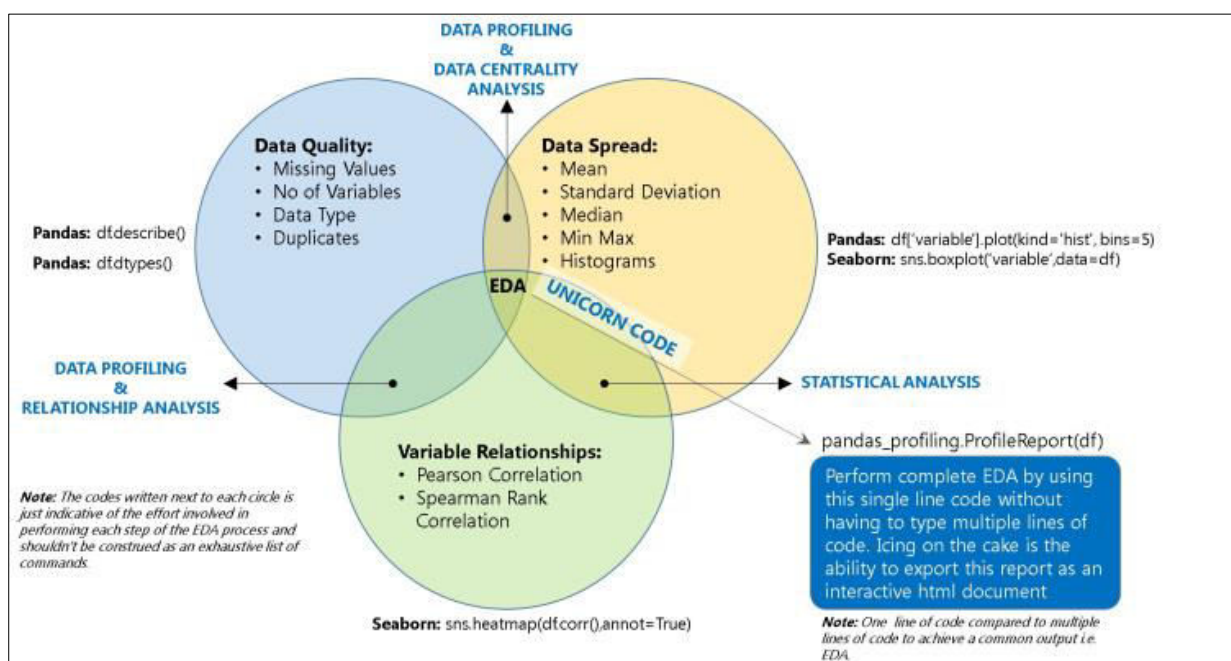 DATA PROFILING
&
DATA CENTRALITY
ANALYSIS
Data Quality:
• Missing Values
• No of Variables
• Data Type
• Duplicates
Data Spread:
• Mean
• Standard Deviation
• Median
• Min Max
• Histograms
Pandas: df.describe()
Pandas: df.dtypes()
Pandas: df['variable'].plot(kind='hist', bins=5)
Seaborn: sns.boxplot('variable',data=df)
EDA
UNICORN CODE
DATA PROFILING
&
RELATIONSHIP ANALYSIS
STATISTICAL ANALYSIS
Variable Relationships:
• Pearson Correlation
• Spearman Rank
Correlation
pandas_profiling.ProfileReport(df)
Perform complete EDA by using
this single line code without
having to type multiple lines of
code. Icing on the cake is the
ability to export this report as an
interactive html document
Note: The codes written next to each circle is
just indicative of the effort involved in
performing each step of the EDA process and
shouldn't be construed as an exhaustive list of
commands.
Seaborn: sns.heatmap(df.corr(),annot=True)
Note: One line of code compared to multiple
lines of code to achieve a common output i.e.
EDA.